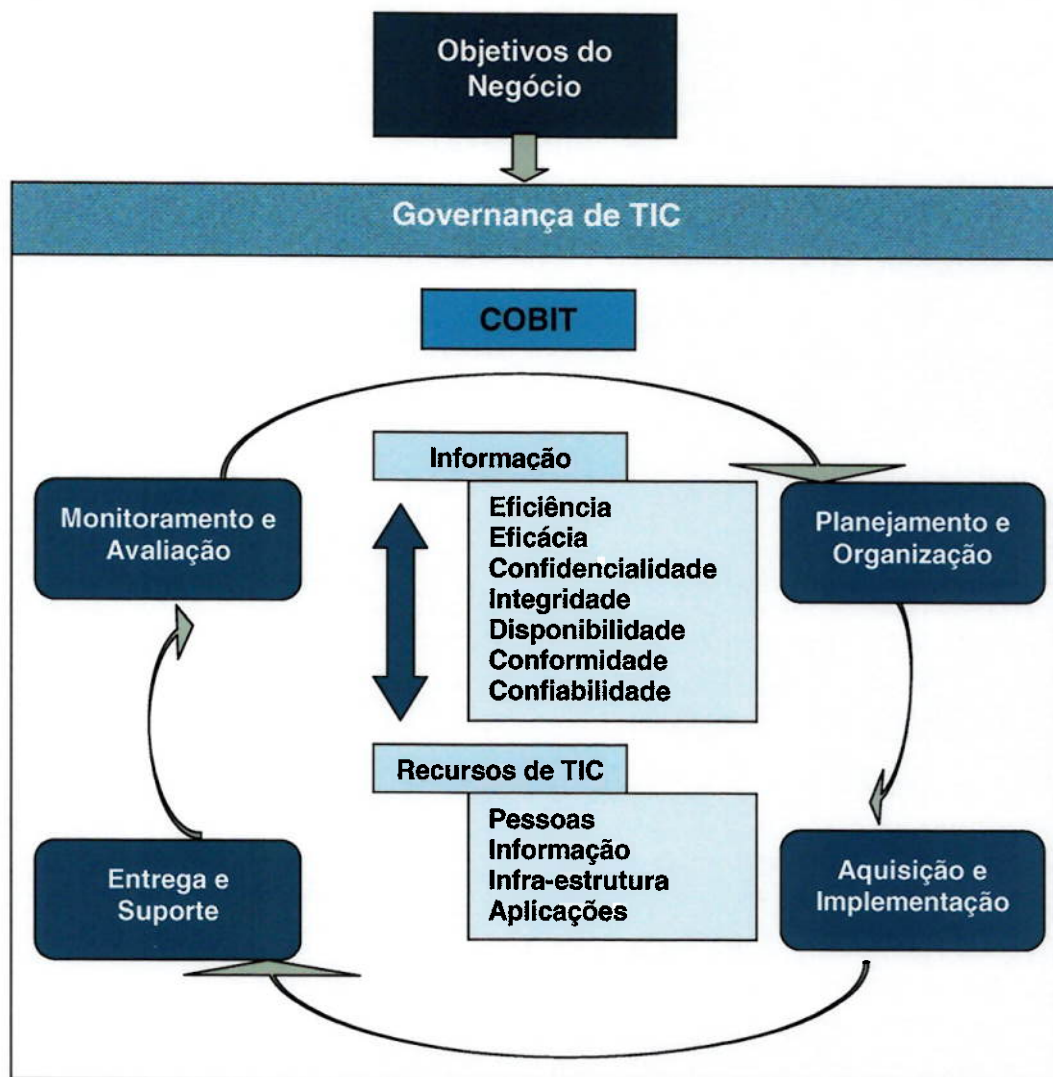 Objetivos do
Negócio
Governança de TIC
COBIT
Informação
Monitoramento e
Avaliação
Eficiência
Eficácia
Confidencialidade
Integridade
Disponibilidade
Conformidade
Confiabilidade
Planejamento e
Organização
Recursos de TIC
Pessoas
Informação
Infra-estrutura
Aplicações
Entrega e
Suporte
Aquisição e
Implementação